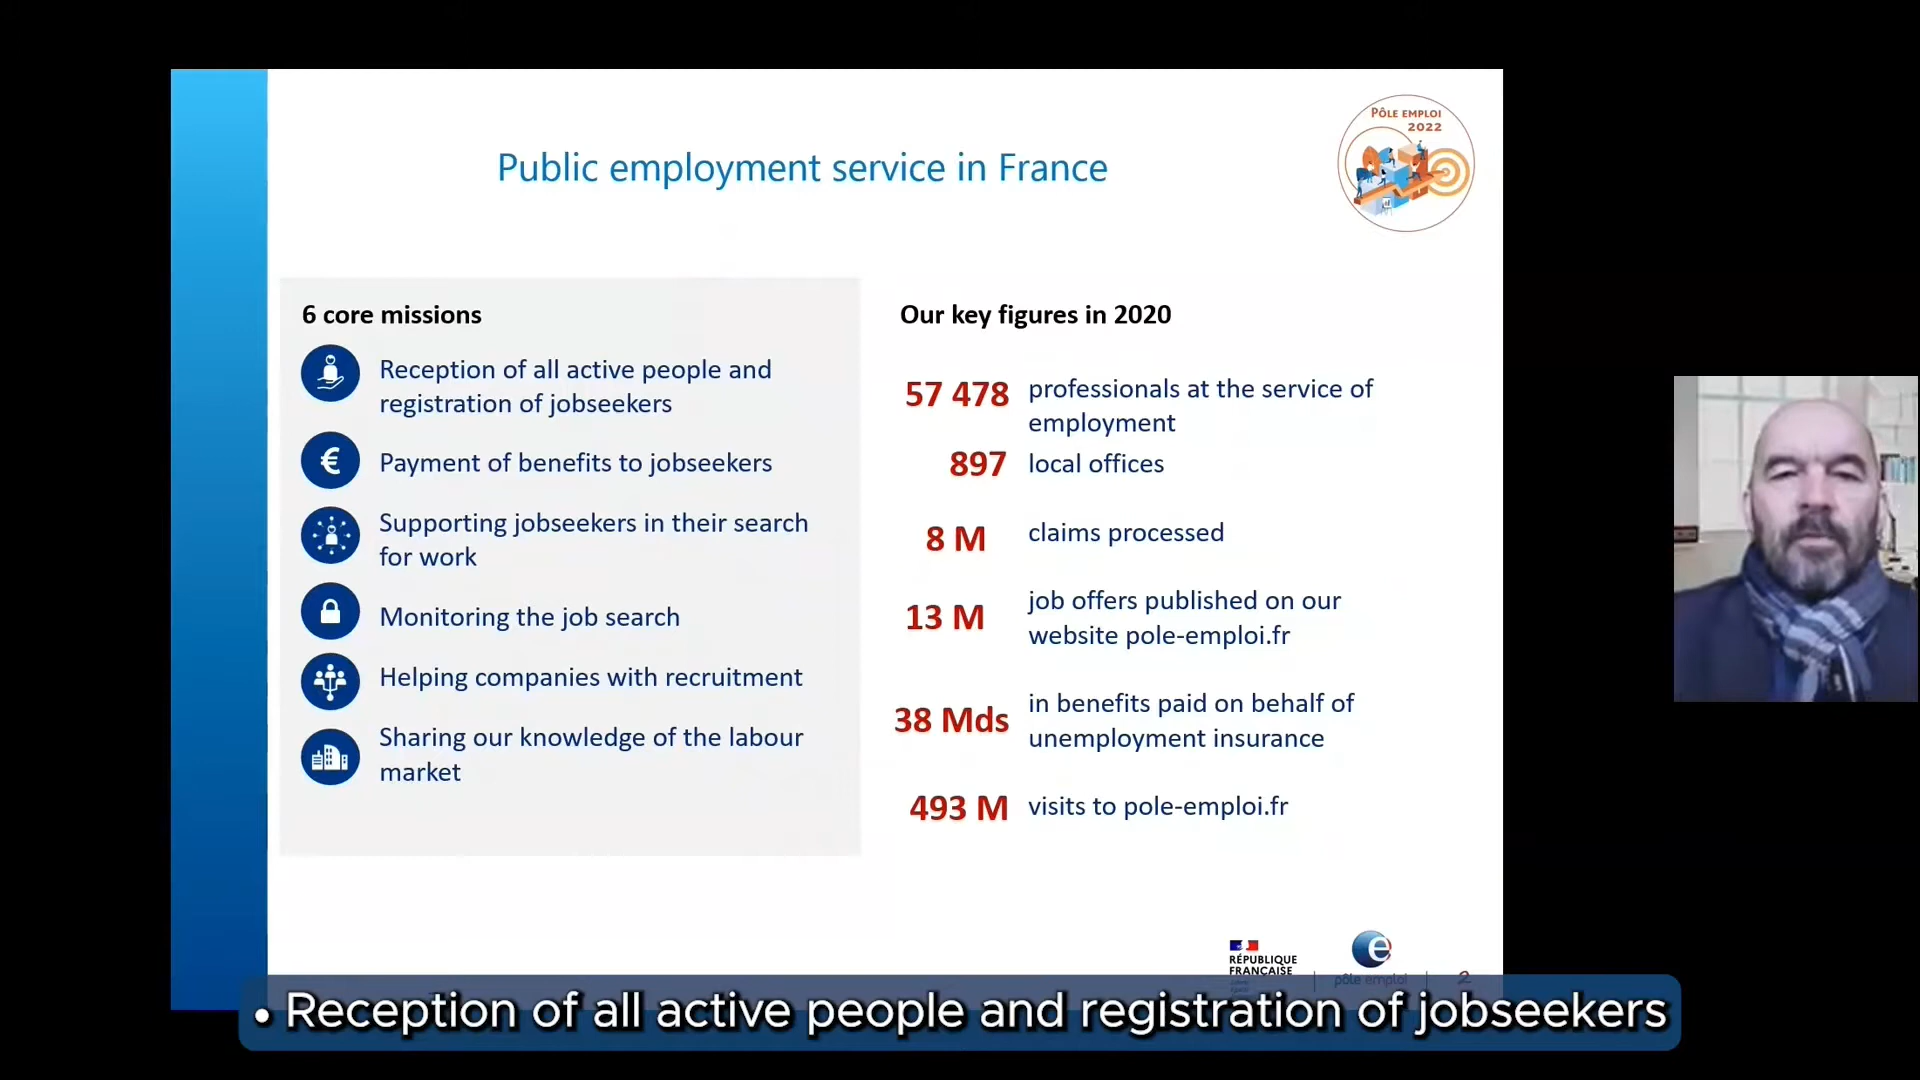 PÔLE EMPLOI
2022
Public employment service in France
6 core missions
Reception of all active people and
registration of jobseekers
€
Payment of benefits to jobseekers
Supporting jobseekers in their search
for work
Monitoring the job search
Helping companies with recruitment
Sharing our knowledge of the labour
market
Our key figures in 2020
57 478 professionals at the service of
employment
897 local offices
8 M claims processed
13 M job offers published on our
website pole-emploi.fr
38 Mds in benefits paid on behalf of
unemployment insurance
493 M visits to pole-emploi.fr
RÉPUBLIQUE
FRANÇAISE
pôle emploi
2
• Reception of all active people and registration of jobseekers